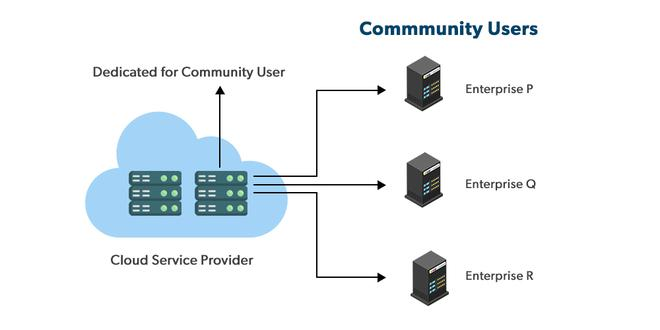 Commmunity Users
Dedicated for Community User
Enterprise P
Enterprise Q
Cloud Service Provider
Enterprise R